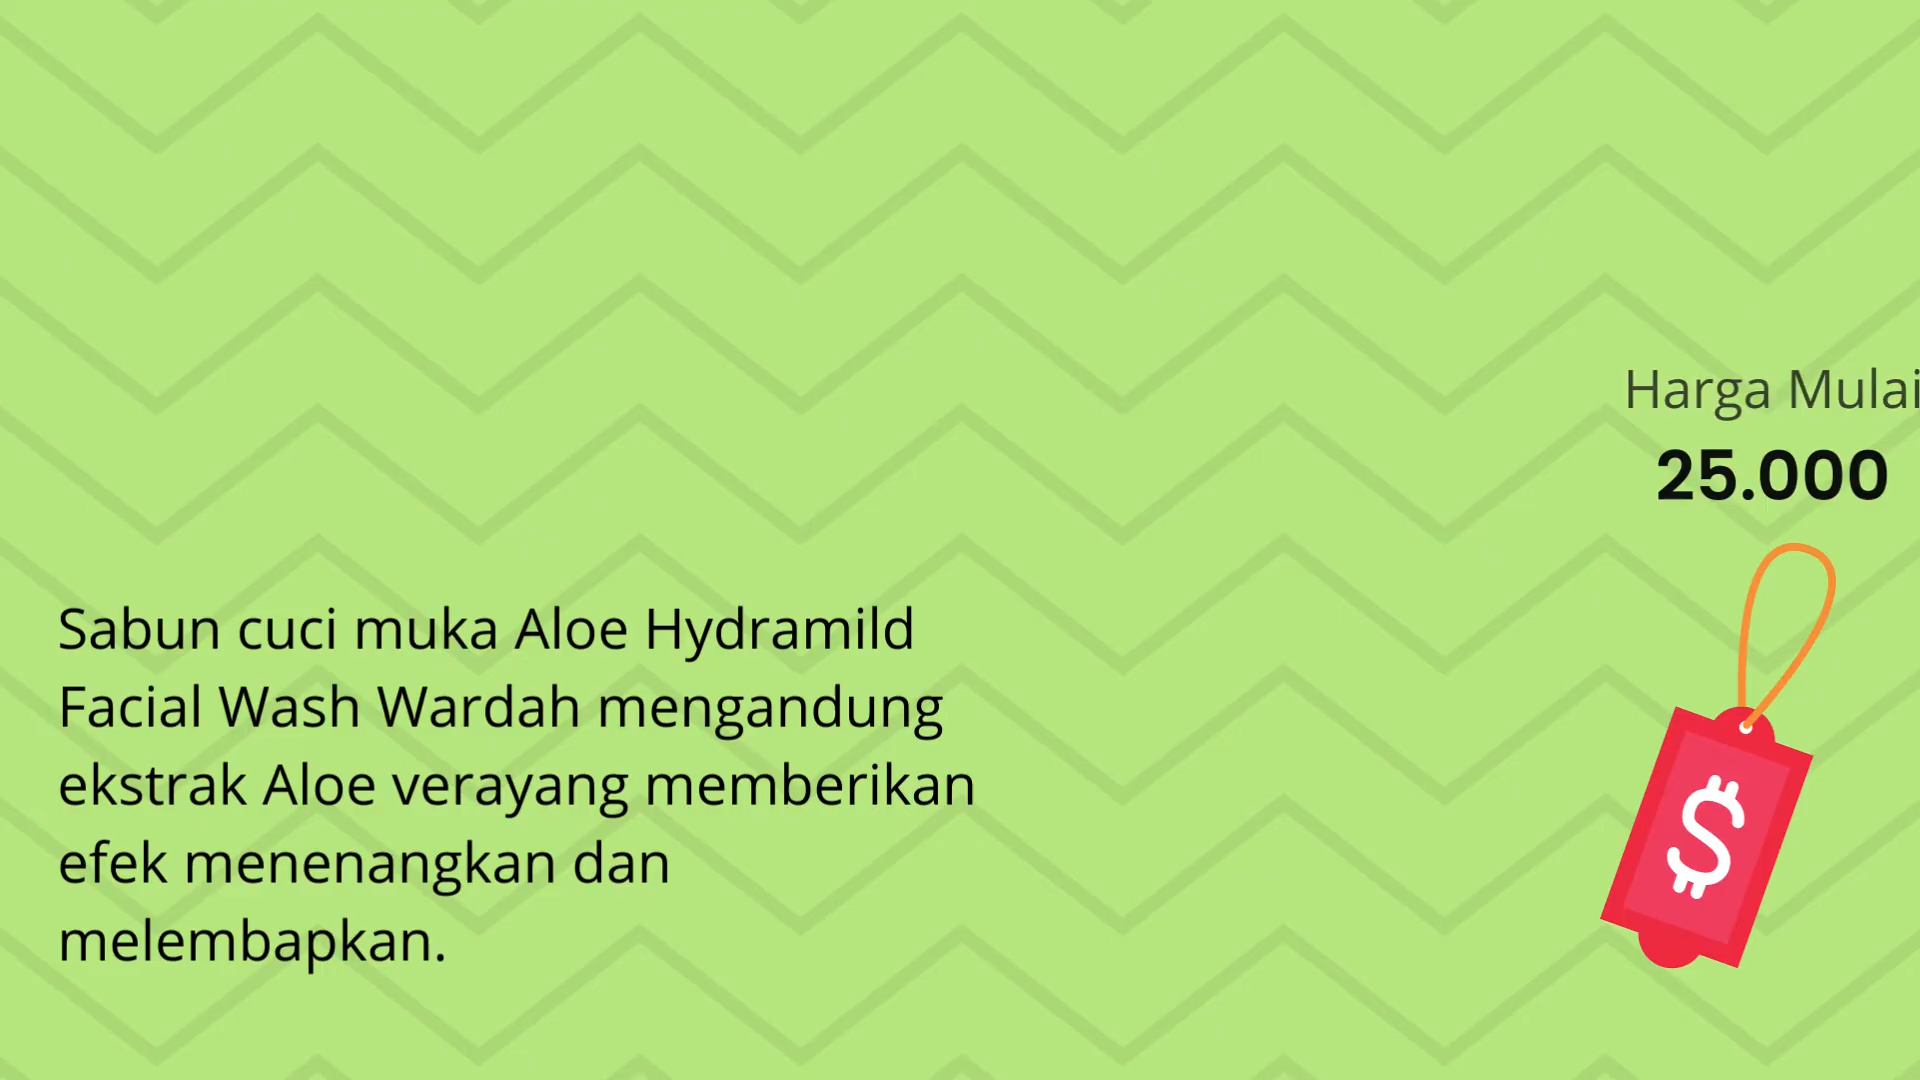 Harga Mulai
25.000
Sabun cuci muka Aloe Hydramild
Facial Wash Wardah mengandung
ekstrak Aloe verayang memberikan
efek menenangkan dan
melembapkan.
$